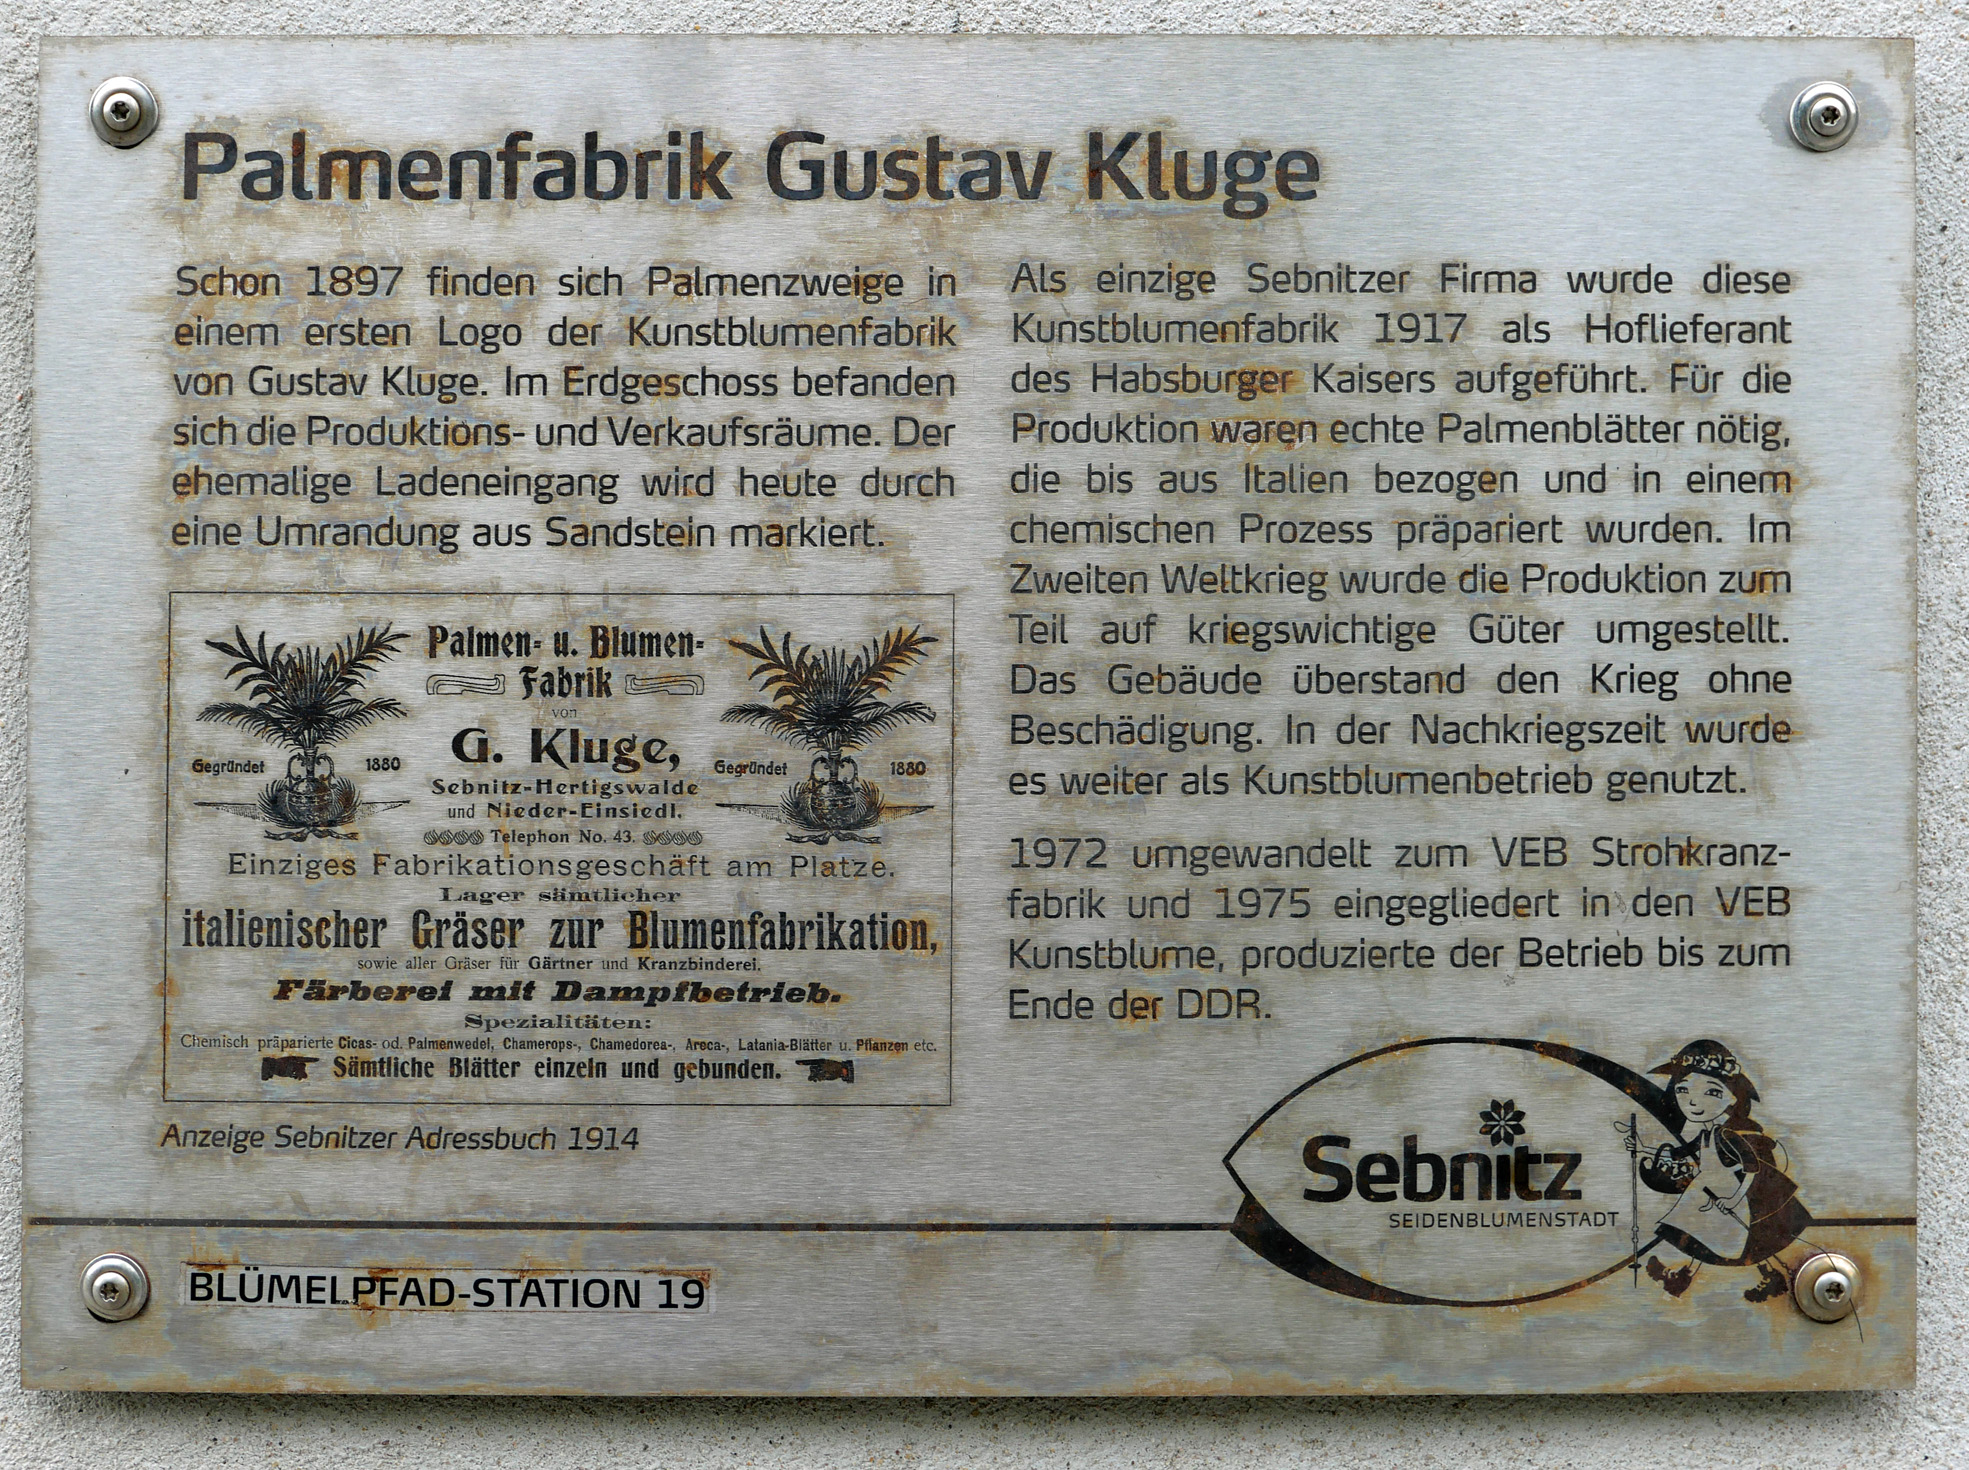 Palmenfabrik Gustav Kluge
Schon 1897 finden sich Palmenzweige in
einem ersten Logo der Kunstblumenfabrik
von Gustav Kluge. Im Erdgeschoss befanden
sich die Produktions- und Verkaufsräume. Der
ehemalige Ladeneingang wird heute durch
eine Umrandung aus Sandstein markiert.
Palmen- u. Blumen-
Fabrik
von
G. Kluge,
Gegründet 1880
Gegründet 1880
Sebnitz-Hertigswalde
und Nieder-Einsiedl.
Telephon No. 43.
Einziges Fabrikationsgeschäft am Platze.
Lager sämtlicher
italienischer Gräser zur Blumenfabrikation,
sowie aller Gräser für Gärtner und Kranzbinderei.
Färberei mit Dampfbetrieb.
Spezialitäten:
Chemisch präparierte Cicas- od. Palmenwedel, Chamerops-, Chamedorea-, Areca-, Latania-Blätter u. Pflanzen etc.
Sämtliche Blätter einzeln und gebunden.
Anzeige Sebnitzer Adressbuch 1914
Als einzige Sebnitzer Firma wurde diese
Kunstblumenfabrik 1917 als Hoflieferant
des Habsburger Kaisers aufgeführt. Für die
Produktion waren echte Palmenblätter nötig,
die bis aus Italien bezogen und in einem
chemischen Prozess präpariert wurden. Im
Zweiten Weltkrieg wurde die Produktion zum
Teil auf kriegswichtige Güter umgestellt.
Das Gebäude überstand den Krieg ohne
Beschädigung. In der Nachkriegszeit wurde
es weiter als Kunstblumenbetrieb genutzt.
1972 umgewandelt zum VEB Strohkranz-
fabrik und 1975 eingegliedert in den VEB
Kunstblume, produzierte der Betrieb bis zum
Ende der DDR.
Sebnitz
SEIDENBLUMENSTADT
BLÜMELPFAD-STATION 19